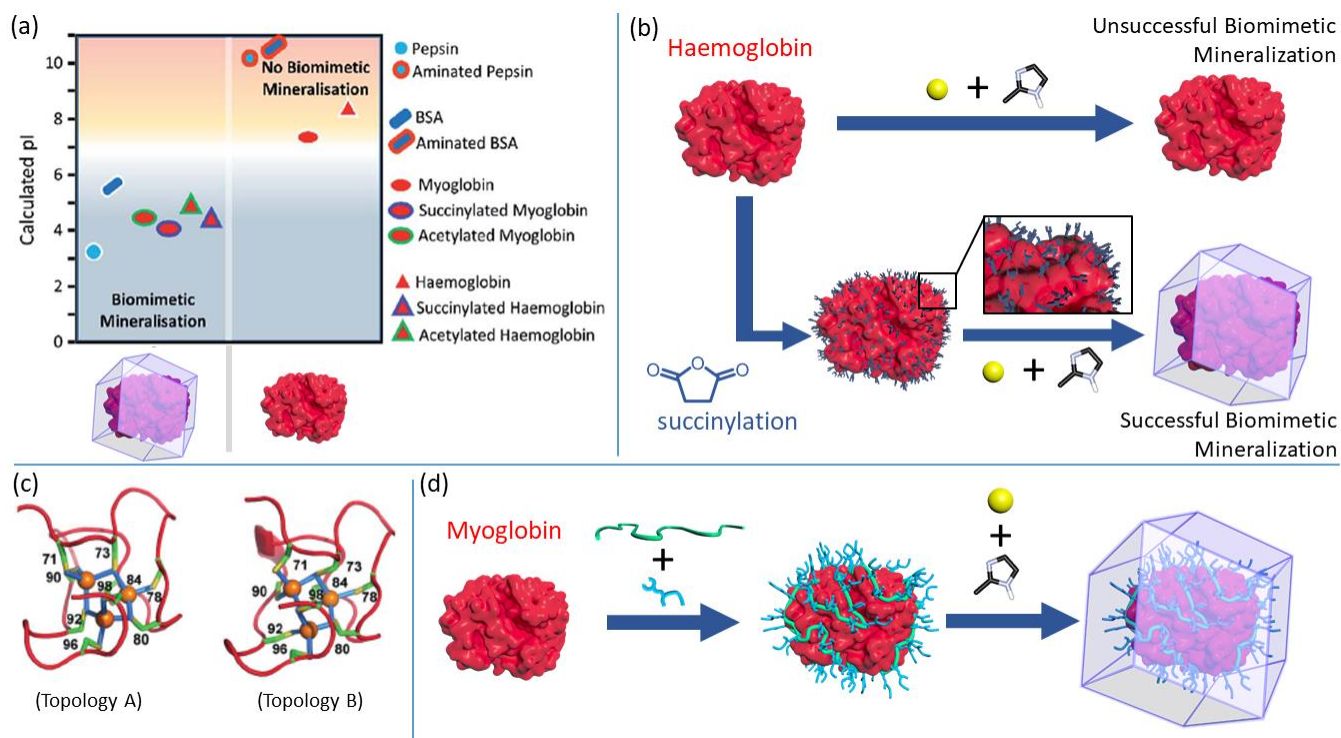 (a)
Calculated pI
10
8
6
4
2
0
No Biomimetic
Mineralisation
Biomimetic
Mineralisation
Pepsin
Aminated Pepsin
BSA
Aminated BSA
Myoglobin
Succinylated Myoglobin
Acetylated Myoglobin
Haemoglobin
Succinylated Haemoglobin
Acetylated Haemoglobin
(b)
Haemoglobin
Unsuccessful Biomimetic
Mineralization
+
O
O
O
succinylation
+
Successful Biomimetic
Mineralization
(c)
71
73
90
98
84
78
92
96
80
(Topology A)
71
73
90
98
84
78
92
96
80
(Topology B)
(d)
Myoglobin
+
+